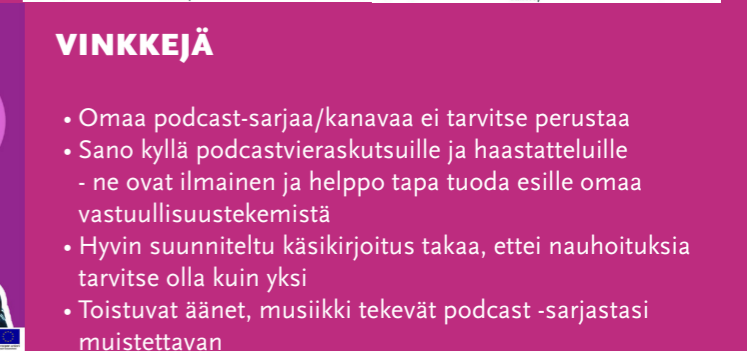 VINKKEJÄ
• Omaa podcast-sarjaa/kanavaa ei tarvitse perustaa
• Sano kyllä podcastvieraskutsuille ja haastatteluille
- ne ovat ilmainen ja helppo tapa tuoda esille omaa
vastuullisuustekemistä
• Hyvin suunniteltu käsikirjoitus takaa, ettei nauhoituksia
tarvitse olla kuin yksi
• Toistuvat äänet, musiikki tekevät podcast -sarjastasi
muistettavan